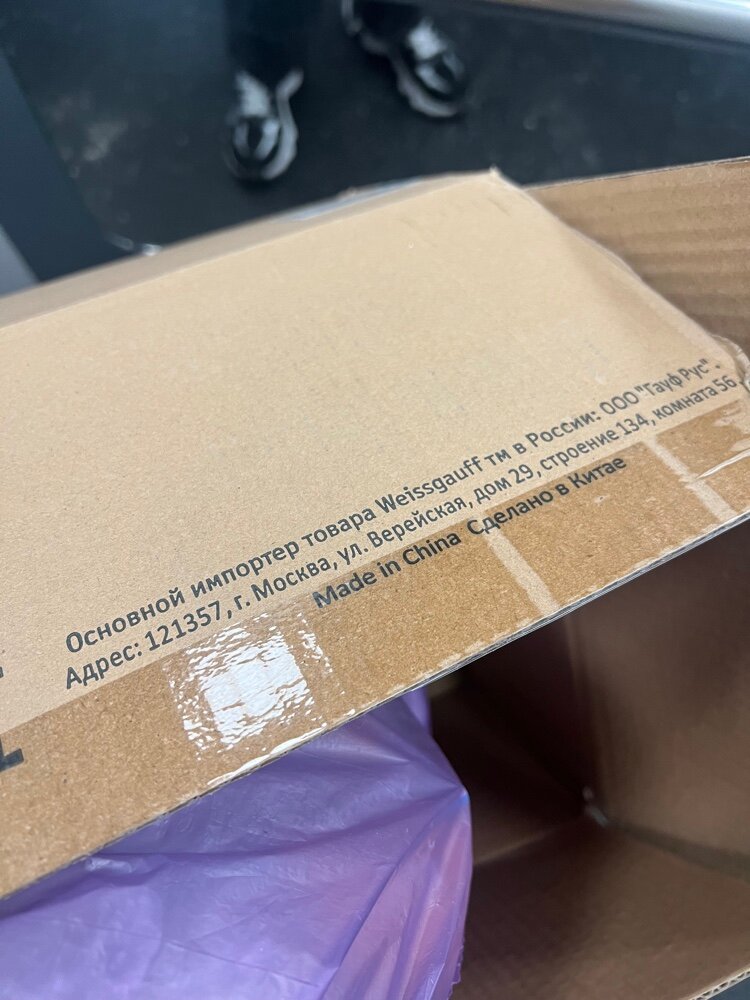 Основной импортер товара Weissgauff тм в России: ООО "Гауф Рус".
Адрес: 121357, г. Москва, ул. Верейская, дом 29, строение 134, комната 56.
Made in China Сделано в Китае